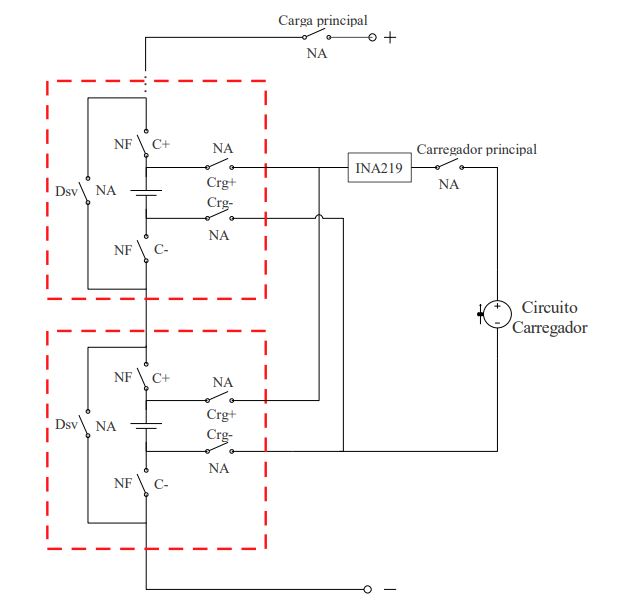 Carga principal
+
NA
NF C+
NA
Carregador principal
INA219
Crg+
NA
Dsv NA
Crg-
NA
NF C-
+
-
Circuito
Carregador
NF C+
NA
Crg+
Dsv NA
Crg-
NA
NF C-
−